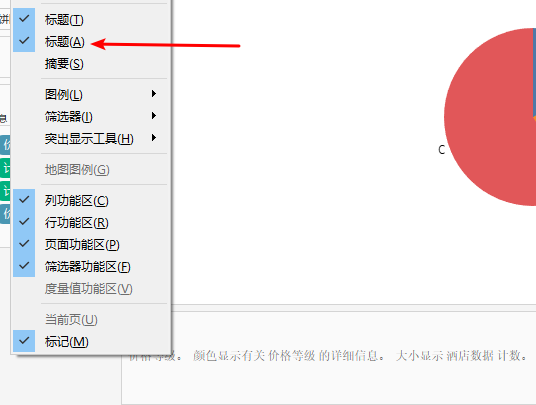 标题(T)
标题(A)
摘要(S)
图例(L)
筛选器(I)
突出显示工具(H)
C
地图图例(G)
列功能区(C)
行功能区(R)
页面功能区(P)
筛选器功能区(F)
度量值功能区(V)
当前页(U)
标记(M)
价格等级。 颜色显示有关 价格等级 的详细信息。 大小显示 酒店数据 计数。